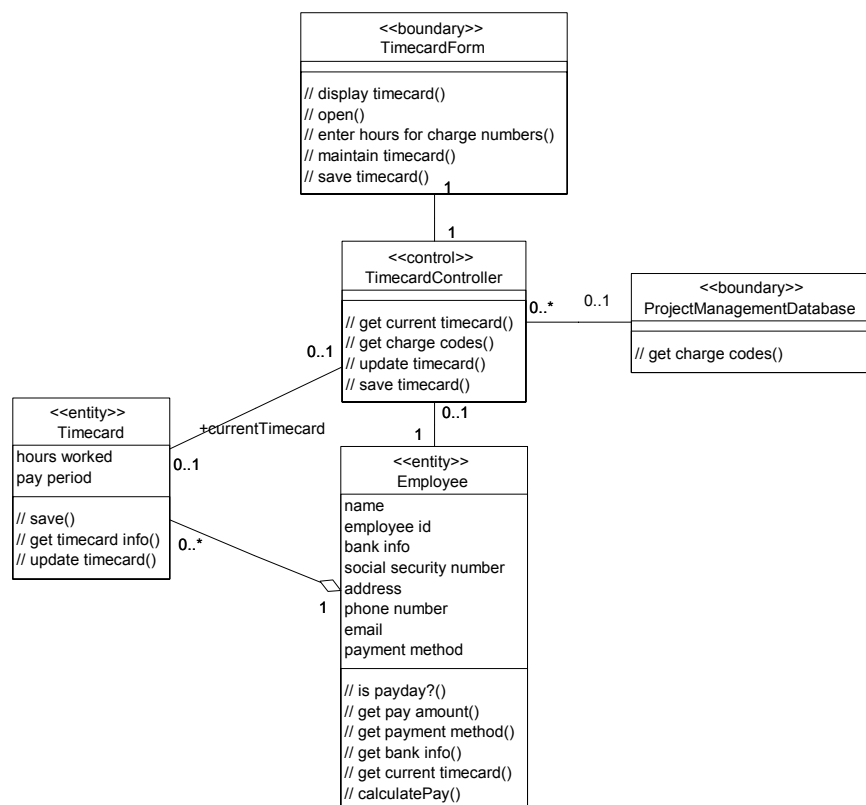 <<boundary>>
TimecardForm
// display timecard()
// open()
// enter hours for charge numbers()
// maintain timecard()
// save timecard()
1
1
<<control>>
TimecardController
// get current timecard()
// get charge codes()
// update timecard()
// save timecard()
0..*
0..1
<<boundary>>
ProjectManagementDatabase
// get charge codes()
0..1
+currentTimecard
0..1
<<entity>>
Timecard
hours worked
pay period
// save()
// get timecard info()
// update timecard()
0..*
1
0..1
1
<<entity>>
Employee
name
employee id
bank info
social security number
address
phone number
email
payment method
// is payday?()
// get pay amount()
// get payment method()
// get bank info()
// get current timecard()
// calculatePay()